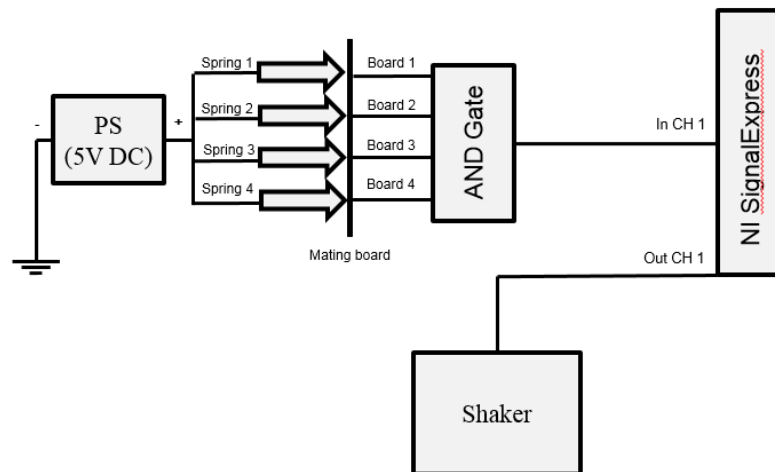 Spring 1
Board 1
Spring 2
Board 2
Spring 3
Board 3
Spring 4
Board 4
-
PS
(5V DC)
+
AND Gate
In CH 1
NI SignalExpress
Mating board
Out CH 1
Shaker